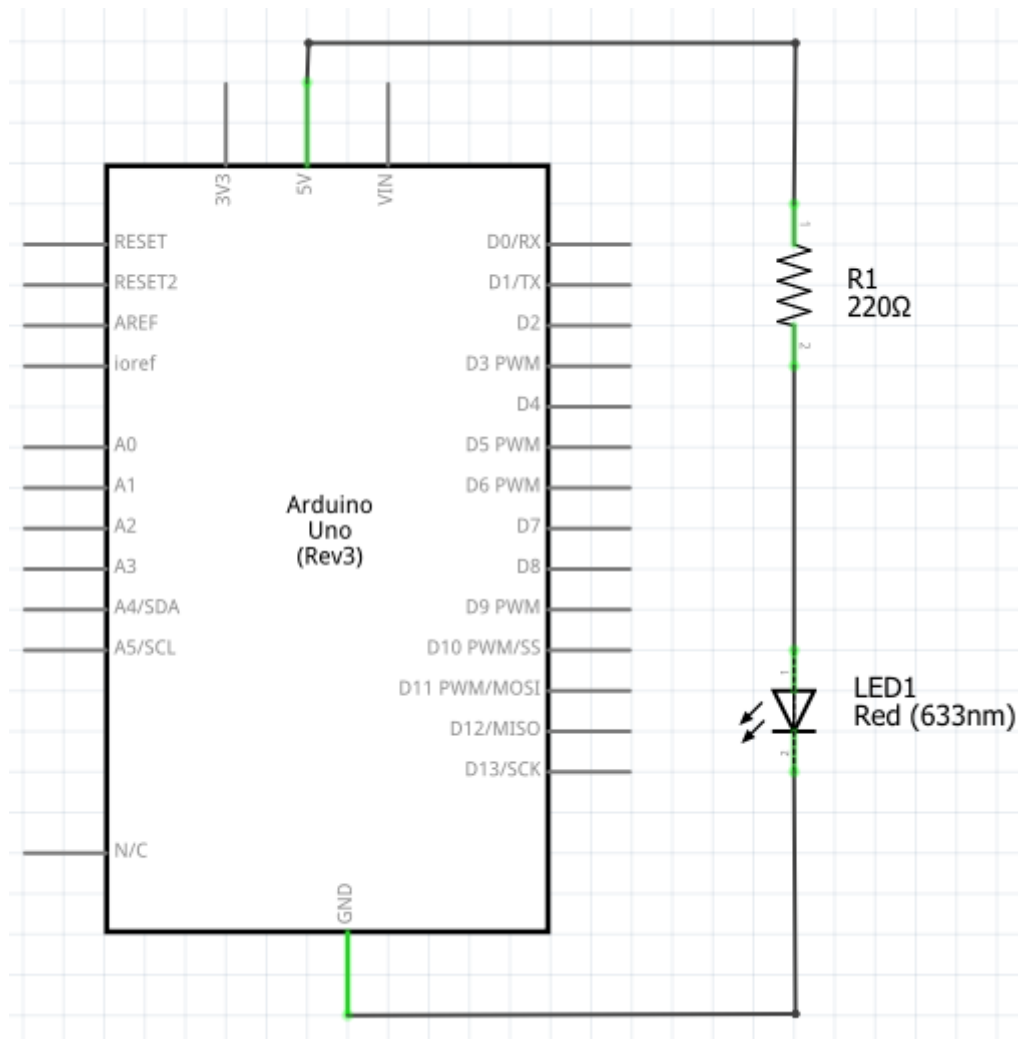 3V3
5V
VIN
RESET
RESET2
AREF
ioref
A0
A1
A2
A3
A4/SDA
A5/SCL
N/C
Arduino
Uno
(Rev3)
D0/RX
D1/TX
D2
D3 PWM
D4
D5 PWM
D6 PWM
D7
D8
D9 PWM
D10 PWM/SS
D11 PWM/MOSI
D12/MISO
D13/SCK
GND
1
R1
220Ω
2
1
LED1
Red (633nm)
2